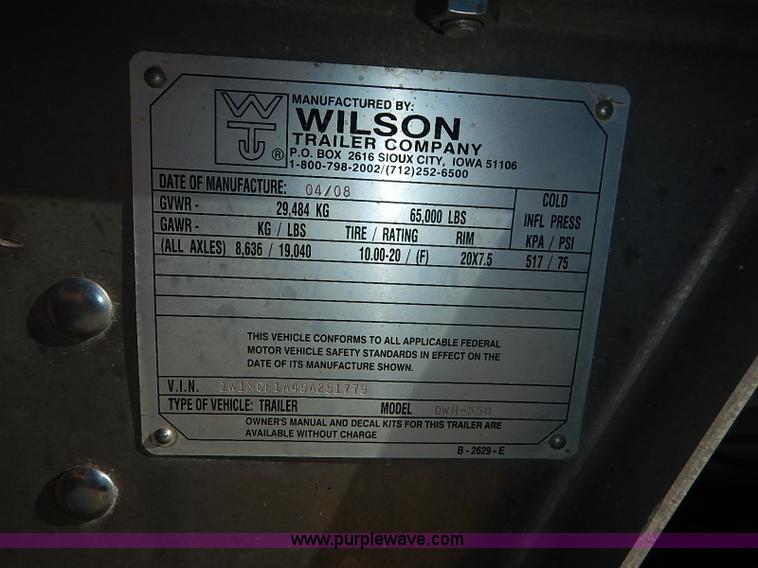 MANUFACTURED BY:
WILSON
TRAILER COMPANY
P.O. BOX 2616 SIOUX CITY, IOWA 51106
1-800-798-2002/(712)252-6500
WTC ®
DATE OF MANUFACTURE: 04/08
GVWR - 29,484 KG 65,000 LBS
COLD
INFL PRESS
KPA / PSI
GAWR - KG / LBS TIRE / RATING RIM
(ALL AXLES) 8,636 / 19,040 10.00-20 / (F) 20X7.5 517 / 75
THIS VEHICLE CONFORMS TO ALL APPLICABLE FEDERAL
MOTOR VEHICLE SAFETY STANDARDS IN EFFECT ON THE
DATE OF ITS MANUFACTURE SHOWN.
V.I.N.
TYPE OF VEHICLE: TRAILER MODEL DWH-550
OWNER'S MANUAL AND DECAL KITS FOR THIS TRAILER ARE
AVAILABLE WITHOUT CHARGE
B - 2629 - E
www.purplewave.com